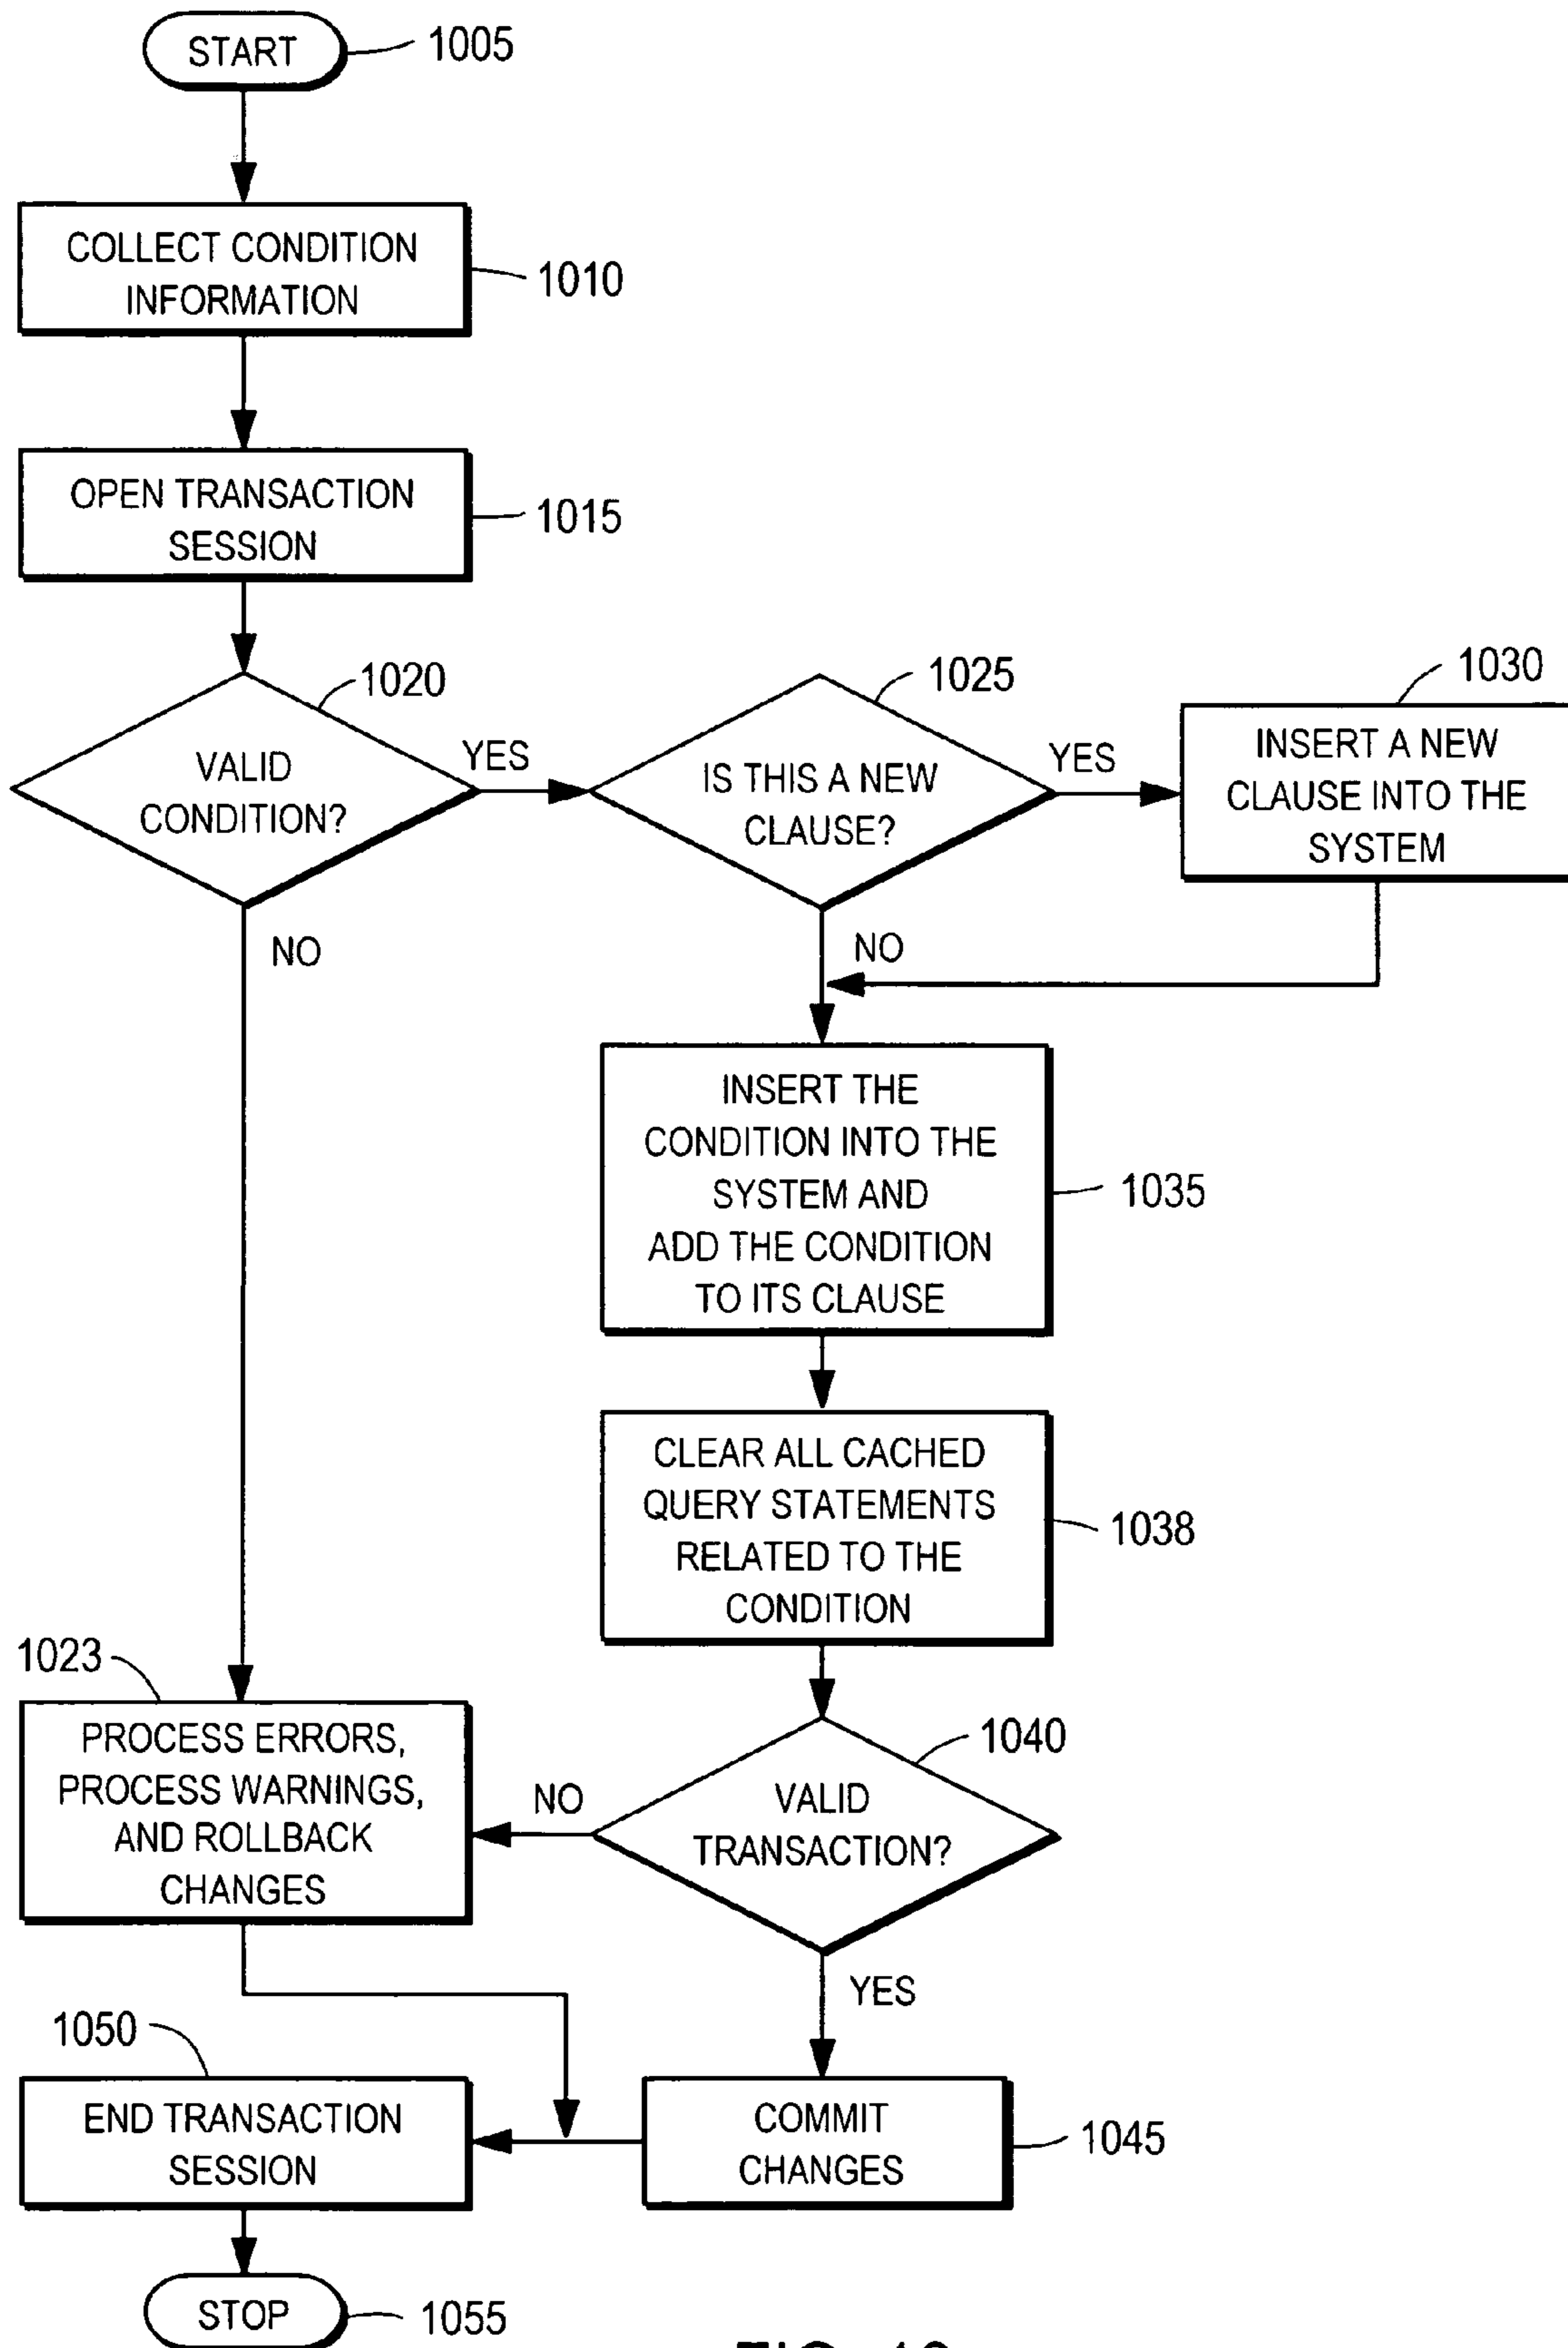 START
1005
COLLECT CONDITION
INFORMATION
1010
OPEN TRANSACTION
SESSION
1015
1020
VALID
CONDITION?
YES
NO
1025
IS THIS A NEW
CLAUSE?
YES
NO
1030
INSERT A NEW
CLAUSE INTO THE
SYSTEM
INSERT THE
CONDITION INTO THE
SYSTEM AND
ADD THE CONDITION
TO ITS CLAUSE
1035
CLEAR ALL CACHED
QUERY STATEMENTS
RELATED TO THE
CONDITION
1038
1023
PROCESS ERRORS,
PROCESS WARNINGS,
AND ROLLBACK
CHANGES
NO
1040
VALID
TRANSACTION?
YES
1050
END TRANSACTION
SESSION
COMMIT
CHANGES
1045
STOP
1055